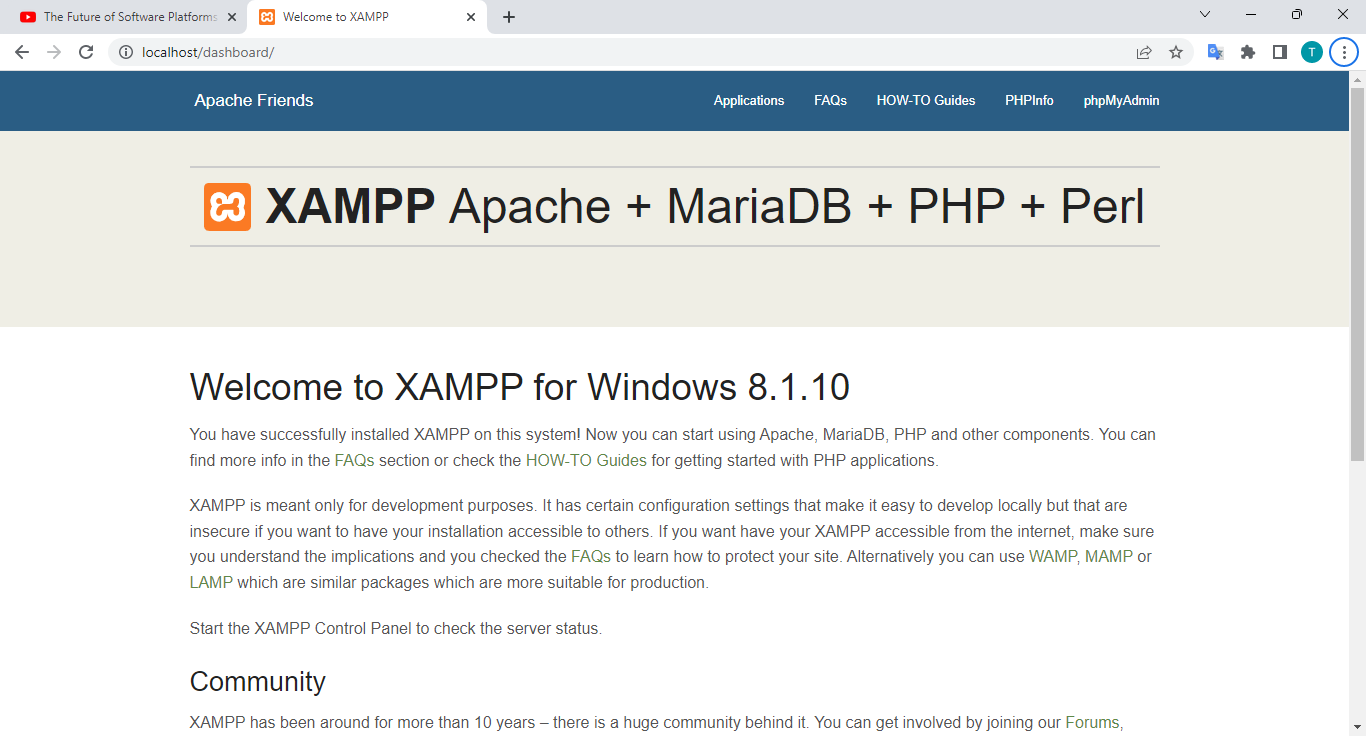 The Future of Software Platforms
Welcome to XAMPP
localhost/dashboard/
T
Apache Friends
Applications FAQs HOW-TO Guides PHPInfo phpMyAdmin
XAMPP Apache + MariaDB + PHP + Perl
Welcome to XAMPP for Windows 8.1.10
You have successfully installed XAMPP on this system! Now you can start using Apache, MariaDB, PHP and other components. You can
find more info in the FAQs section or check the HOW-TO Guides for getting started with PHP applications.
XAMPP is meant only for development purposes. It has certain configuration settings that make it easy to develop locally but that are
insecure if you want to have your installation accessible to others. If you want have your XAMPP accessible from the internet, make sure
you understand the implications and you checked the FAQs to learn how to protect your site. Alternatively you can use WAMP, MAMP or
LAMP which are similar packages which are more suitable for production.
Start the XAMPP Control Panel to check the server status.
Community
XAMPP has been around for more than 10 years – there is a huge community behind it. You can get involved by joining our Forums,